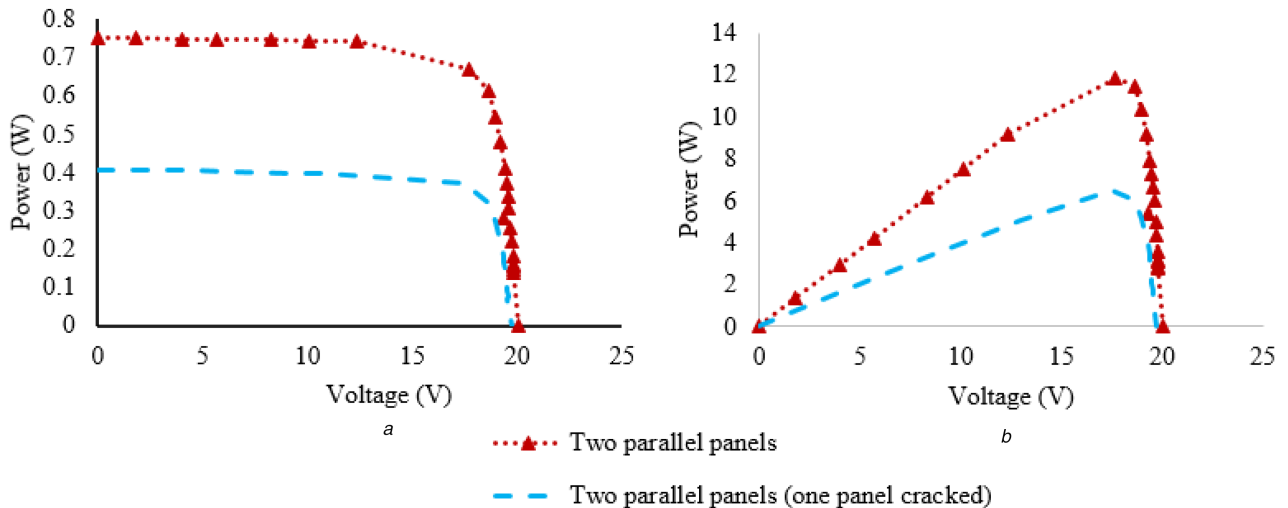 Power (W)
0.8
0.7
0.6
0.5
0.4
0.3
0.2
0.1
0
0 5 10 15 20 25
Voltage (V)
a
Power (W)
14
12
10
8
6
4
2
0
0 5 10 15 20 25
Voltage (V)
b
Two parallel panels
Two parallel panels (one panel cracked)